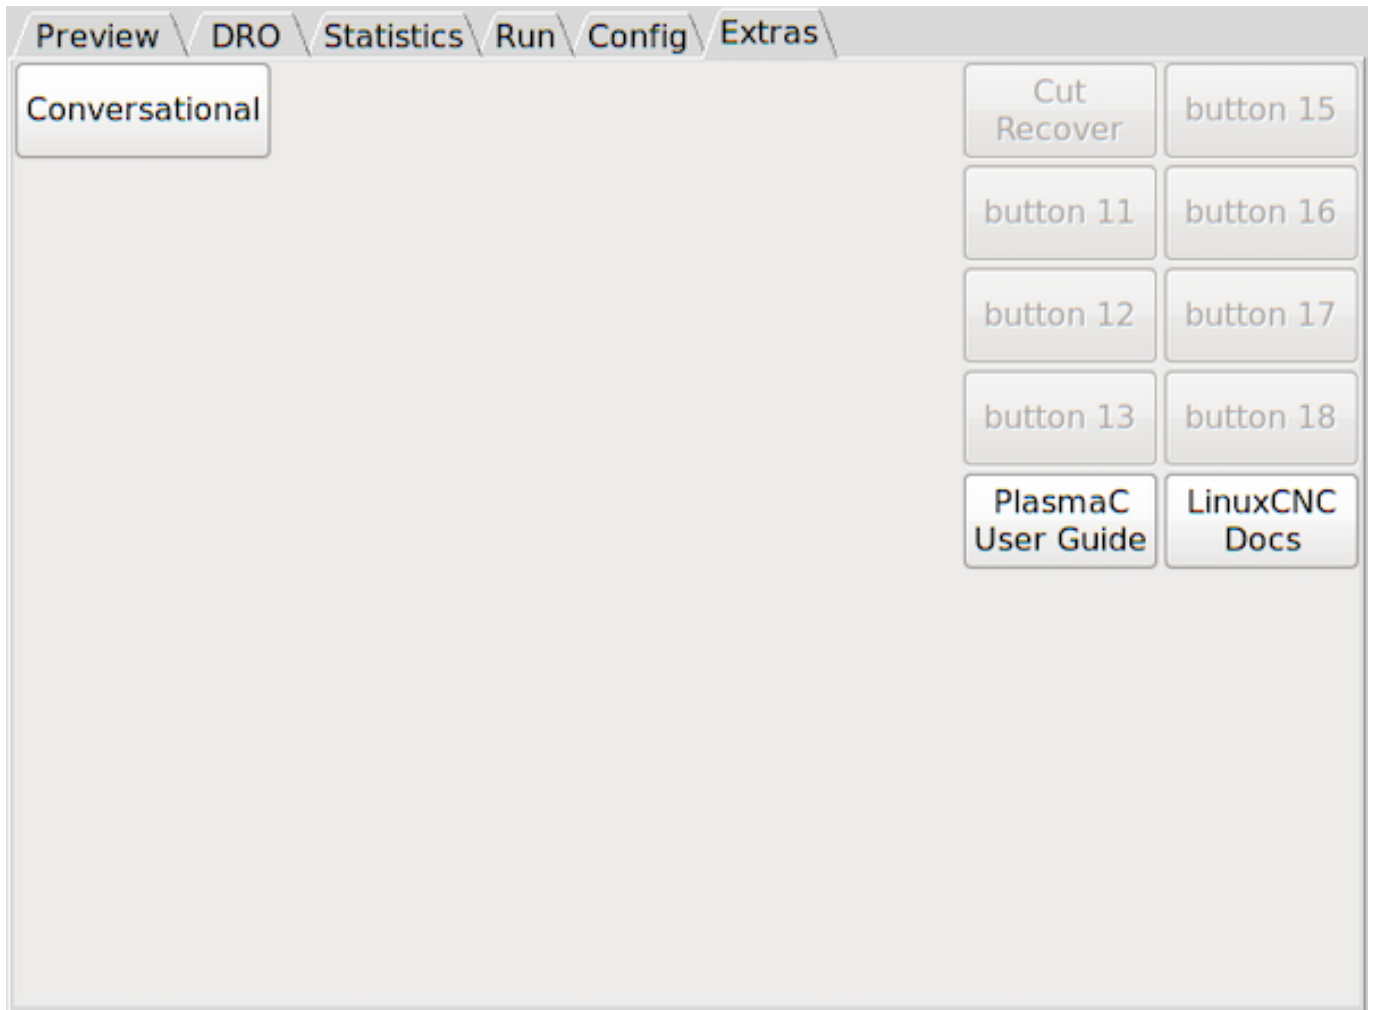 Preview DRO Statistics Run Config Extras
Conversational
Cut
Recover
button 15
button 11
button 16
button 12
button 17
button 13
button 18
PlasmaC
User Guide
LinuxCNC
Docs